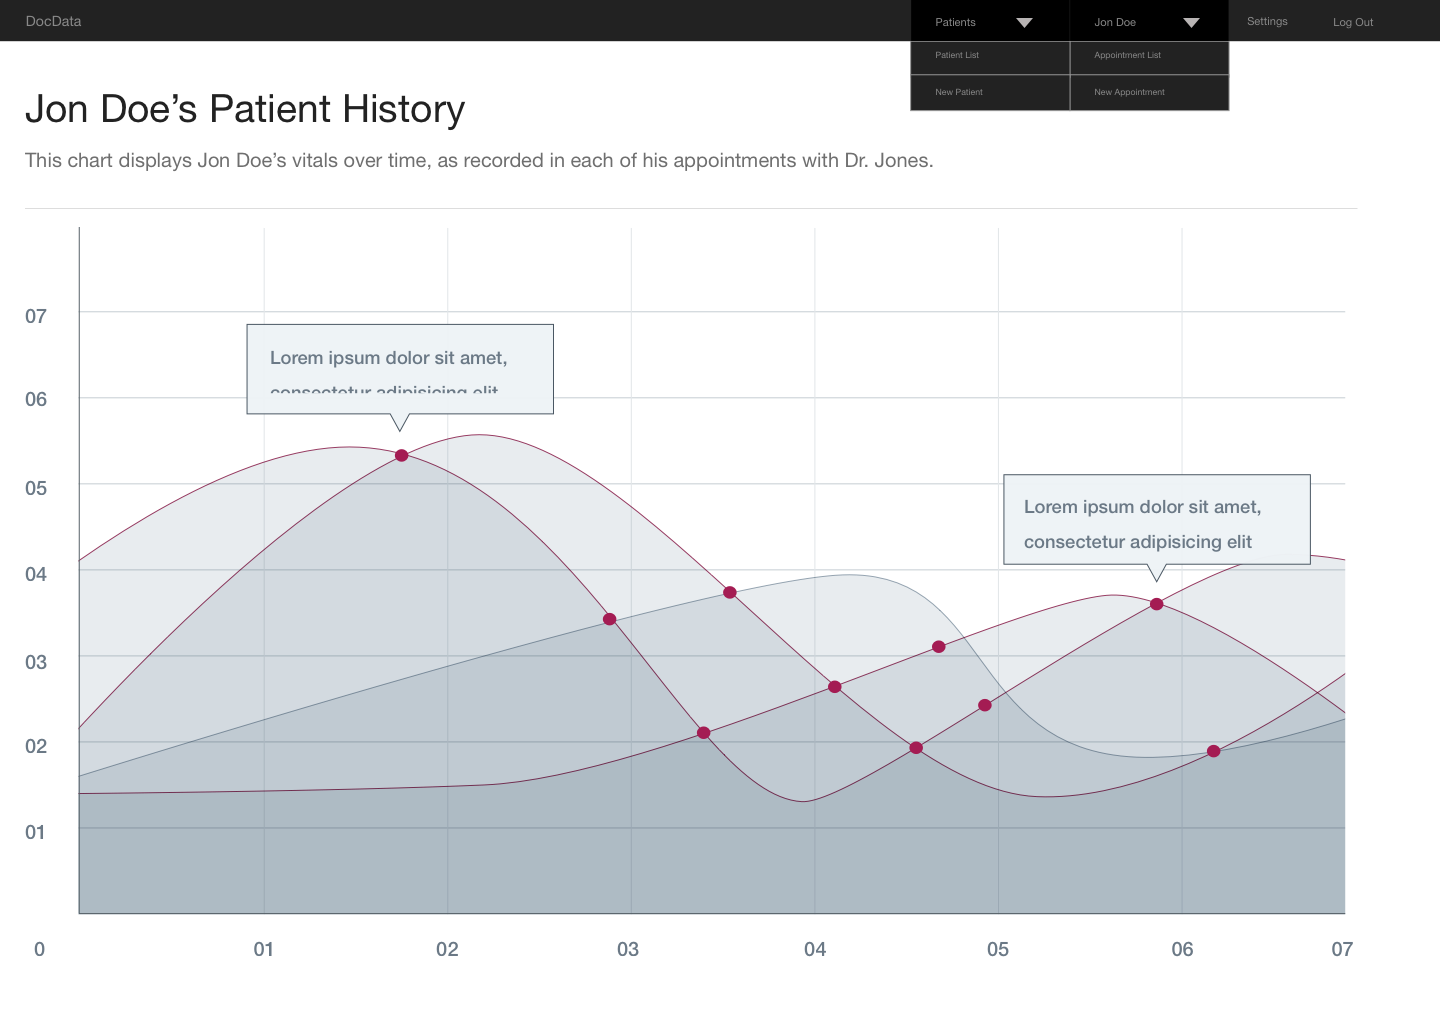 DocData
Patients
Jon Doe
Settings
Log Out
Patient List
Appointment List
New Patient
New Appointment
Jon Doe’s Patient History
This chart displays Jon Doe’s vitals over time, as recorded in each of his appointments with Dr. Jones.
07
06
05
04
03
02
01
Lorem ipsum dolor sit amet,
consectetur adipisicing elit
Lorem ipsum dolor sit amet,
consectetur adipisicing elit
0
01
02
03
04
05
06
07